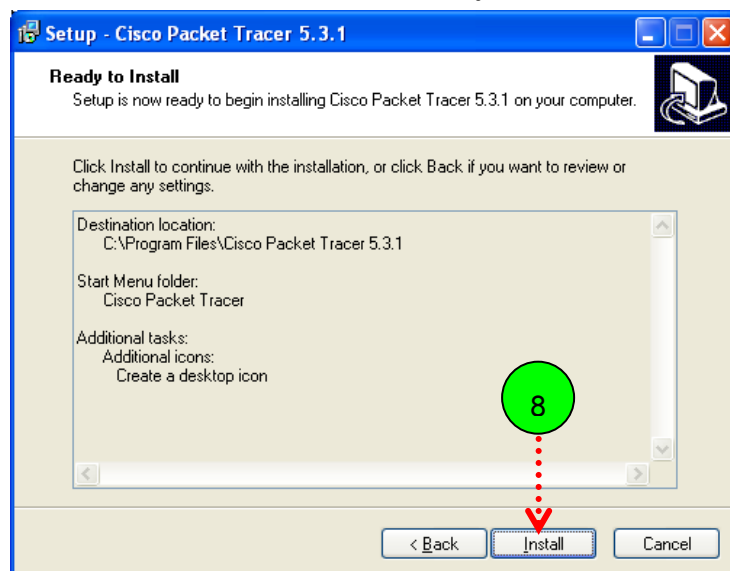 Setup - Cisco Packet Tracer 5.3.1
Ready to Install
Setup is now ready to begin installing Cisco Packet Tracer 5.3.1 on your computer.
Click Install to continue with the installation, or click Back if you want to review or
change any settings.
Destination location:
C:\Program Files\Cisco Packet Tracer 5.3.1
Start Menu folder:
Cisco Packet Tracer
Additional tasks:
Additional icons:
Create a desktop icon
8
< Back
Install
Cancel